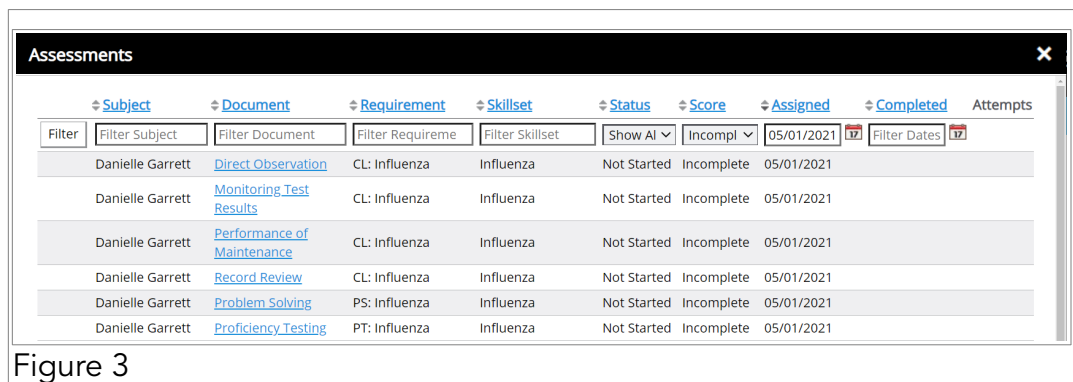 Assessments ×
Subject Document Requirement Skillset Status Score Assigned Completed Attempts
Filter Filter Subject Filter Document Filter Requireme Filter Skillset Show Al Incompl 05/01/2021 17 Filter Dates 17
Danielle Garrett Direct Observation CL: Influenza Influenza Not Started Incomplete 05/01/2021
Danielle Garrett Monitoring Test Results CL: Influenza Influenza Not Started Incomplete 05/01/2021
Danielle Garrett Performance of Maintenance CL: Influenza Influenza Not Started Incomplete 05/01/2021
Danielle Garrett Record Review CL: Influenza Influenza Not Started Incomplete 05/01/2021
Danielle Garrett Problem Solving PS: Influenza Influenza Not Started Incomplete 05/01/2021
Danielle Garrett Proficiency Testing PT: Influenza Influenza Not Started Incomplete 05/01/2021
Figure 3